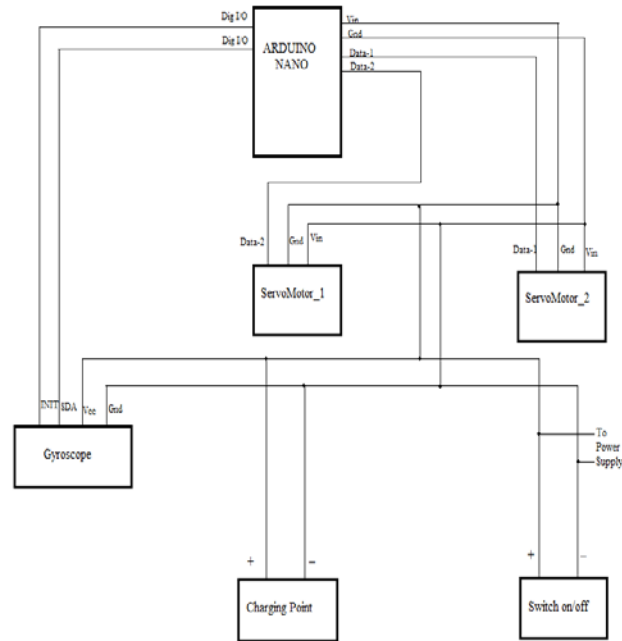 Dig I/O
Dig I/O
ARDUINO
NANO
Vin
Gnd
Data-1
Data-2
Data-2
Gnd
Vin
Data-1
Gnd
Vin
ServoMotor_1
ServoMotor_2
INIT
SDA
Vcc
Gnd
Gyroscope
To
Power
Supply
+
–
+
–
Charging Point
Switch on/off